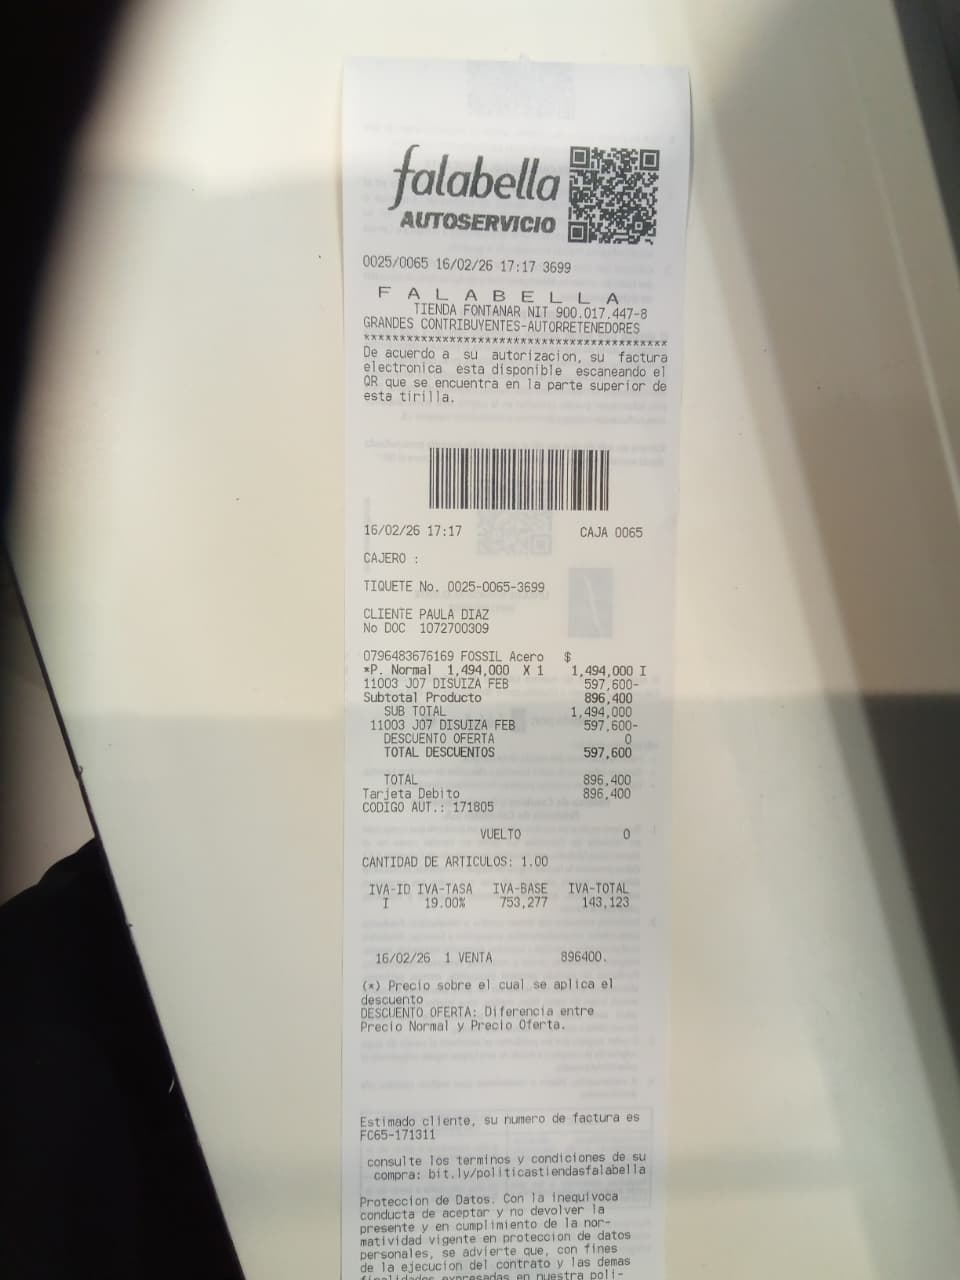 falabella
AUTOSERVICIO
0025/0065 16/02/26 17:17 3699
F A L A B E L L A
TIENDA FONTANAR NIT 900.017.447-8
GRANDES CONTRIBUYENTES-AUTORRETENEDORES
*******************************************
De acuerdo a su autorizacion, su factura
electronica esta disponible escaneando el
QR que se encuentra en la parte superior de
esta tirilla.
16/02/26 17:17 CAJA 0065
CAJERO :
TIQUETE No. 0025-0065-3699
CLIENTE PAULA DIAZ
No DOC 1072700309
0796483676169 FOSSIL Acero $
*P. Normal 1,494,000 X 1 1,494,000 I
11003 J07 DISUIZA FEB 597,600-
Subtotal Producto 896,400
SUB TOTAL 1,494,000
11003 J07 DISUIZA FEB 597,600-
DESCUENTO OFERTA 0
TOTAL DESCUENTOS 597,600
TOTAL 896,400
Tarjeta Debito 896,400
CODIGO AUT.: 171805
VUELTO 0
CANTIDAD DE ARTICULOS: 1.00
IVA-ID IVA-TASA IVA-BASE IVA-TOTAL
I 19.00% 753,277 143,123
16/02/26 1 VENTA 896400.
(*) Precio sobre el cual se aplica el
descuento
DESCUENTO OFERTA: Diferencia entre
Precio Normal y Precio Oferta.
Estimado cliente, su numero de factura es
FC65-171311
consulte los terminos y condiciones de su
compra: bit.ly/politicastiendasfalabella
Proteccion de Datos. Con la inequivoca
conducta de aceptar y no devolver la
presente y en cumplimiento de la nor-
matividad vigente en proteccion de datos
personales, se advierte que, con fines
de la ejecucion del contrato y las demas
finalidades expresadas en nuestra poli-